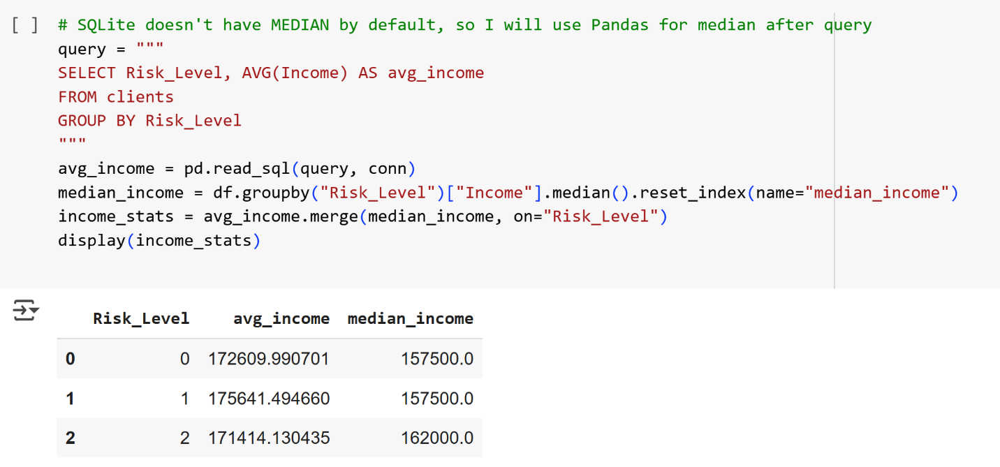 [ ] # SQLite doesn't have MEDIAN by default, so I will use Pandas for median after query
query = """
SELECT Risk_Level, AVG(Income) AS avg_income
FROM clients
GROUP BY Risk_Level
"""
avg_income = pd.read_sql(query, conn)
median_income = df.groupby("Risk_Level")["Income"].median().reset_index(name="median_income")
income_stats = avg_income.merge(median_income, on="Risk_Level")
display(income_stats)
Risk_Level avg_income median_income
0 0 172609.990701 157500.0
1 1 175641.494660 157500.0
2 2 171414.130435 162000.0